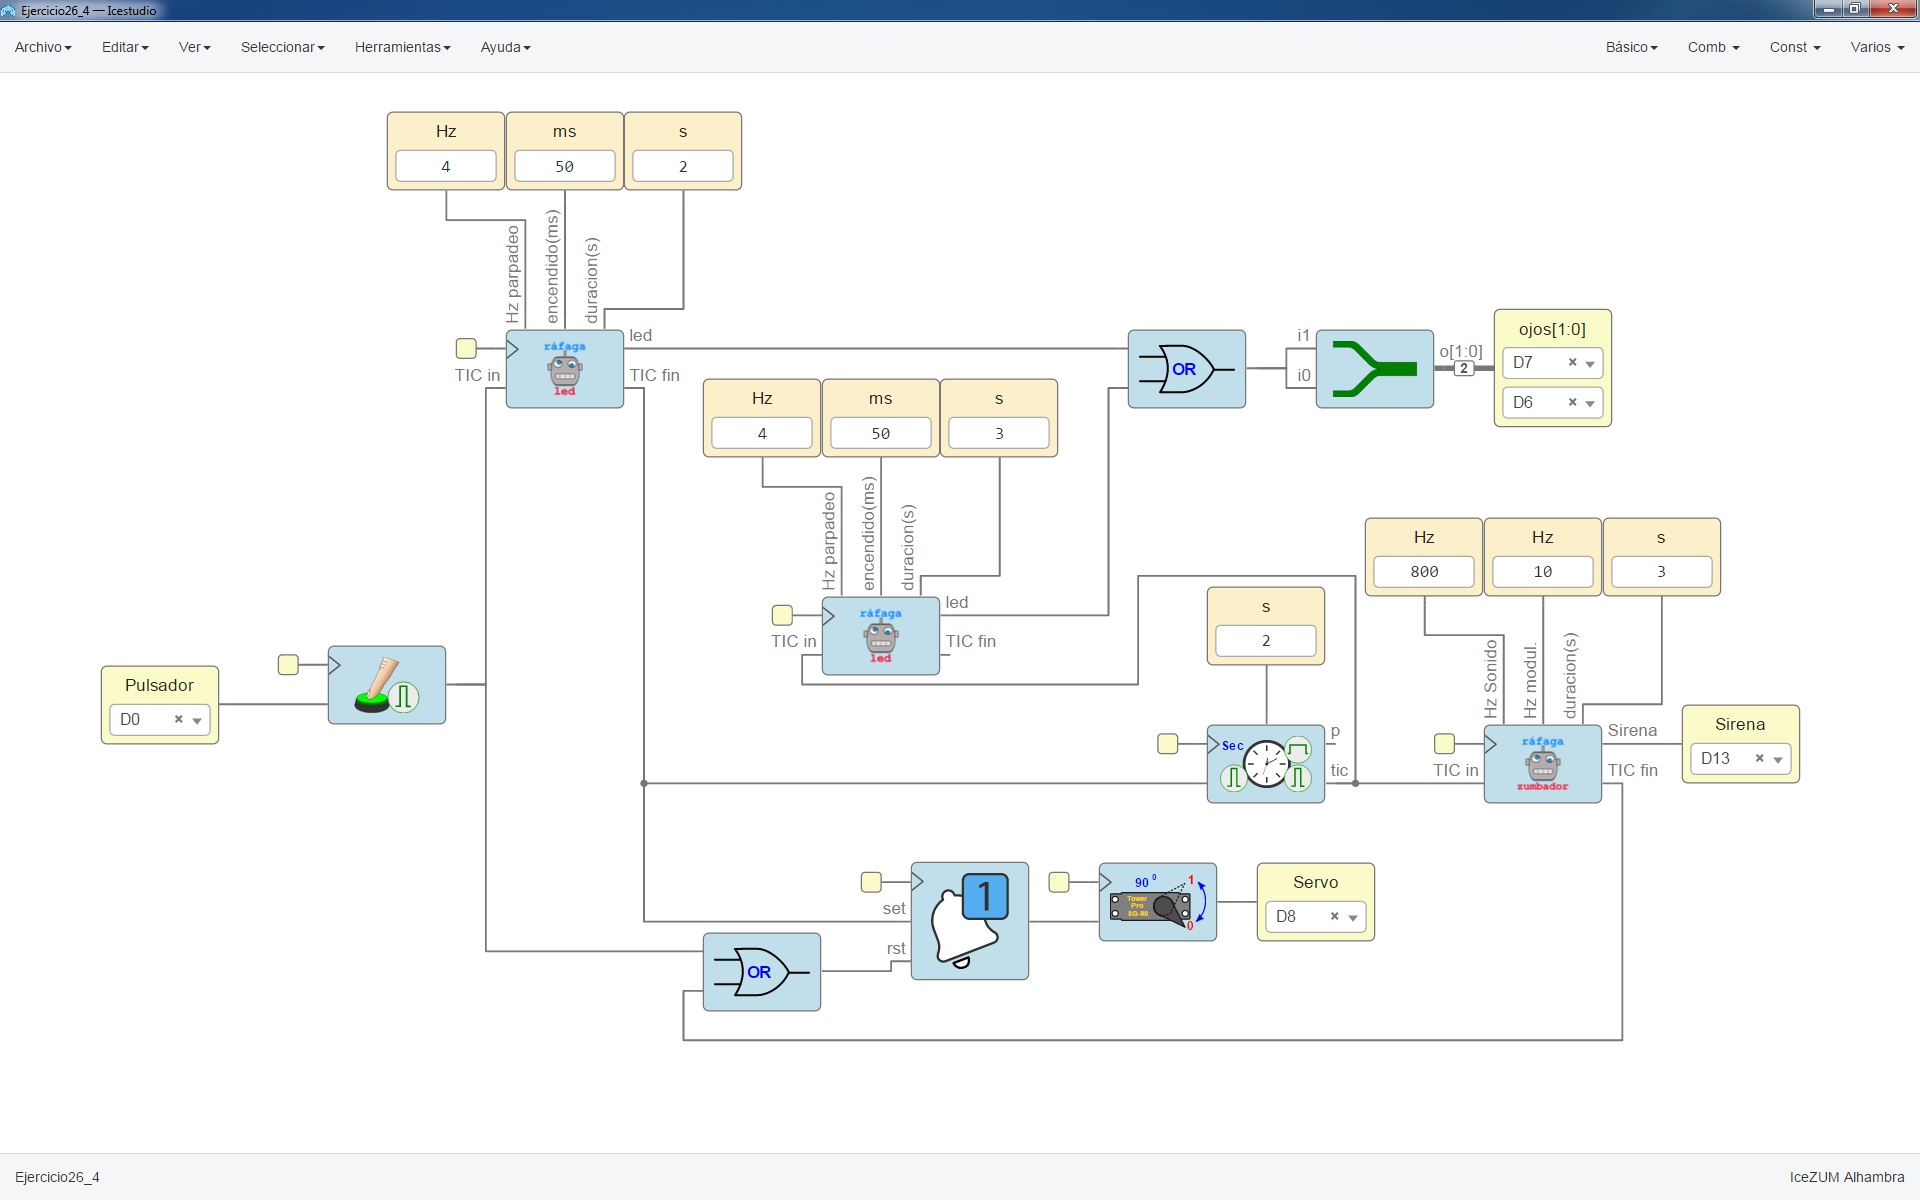 Ejercicio26_4 — Icestudio
Archivo Editar Ver Seleccionar Herramientas Ayuda Básico Comb Const Varios
Hz ms s
4 50 2
Hz parpadeo
encendido(ms)
duracion(s)
ráfaga
led
led
TIC in
TIC fin
OR
i1
i0
o[1:0]
2
ojos[1:0]
D7
D6
Hz ms s
4 50 3
Hz parpadeo
encendido(ms)
duracion(s)
ráfaga
led
led
TIC in
TIC fin
Hz Hz s
800 10 3
Hz Sonido
Hz modul.
duracion(s)
s
2
Pulsador
D0
Sec
p
tic
ráfaga
zumbador
TIC in
Sirena
TIC fin
Sirena
D13
set
rst
1
90 0
1
0
Tower
Pro
SG-90
Servo
D8
OR
Ejercicio26_4
IceZUM Alhambra